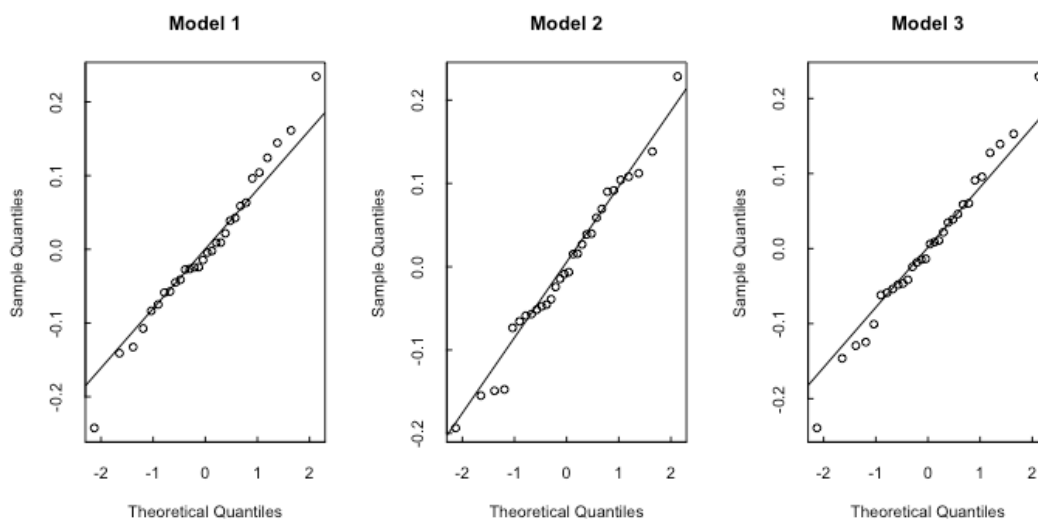 Model 1
Sample Quantiles
0.2
0.1
0.0
-0.1
-0.2
-2 -1 0 1 2
Theoretical Quantiles
Model 2
Sample Quantiles
0.2
0.1
0.0
-0.1
-0.2
-2 -1 0 1 2
Theoretical Quantiles
Model 3
Sample Quantiles
0.2
0.1
0.0
-0.1
-0.2
-2 -1 0 1 2
Theoretical Quantiles